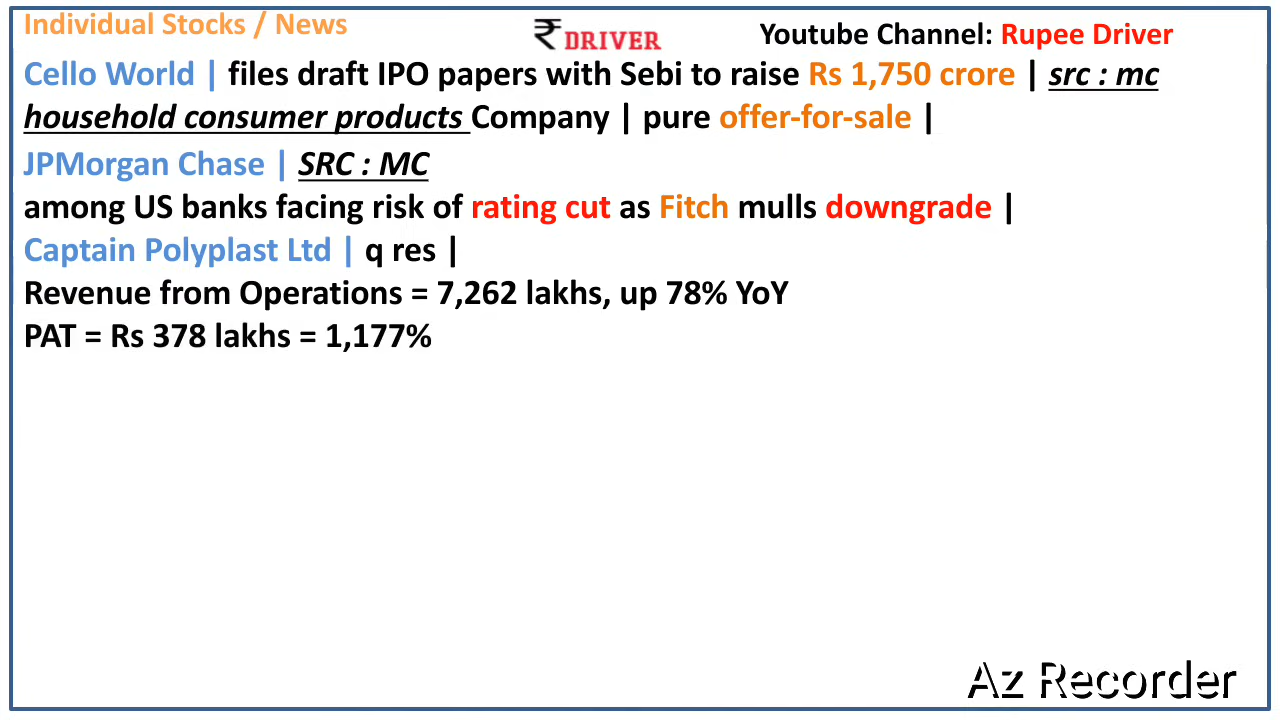 Individual Stocks / News
₹ DRIVER
Youtube Channel: Rupee Driver
Cello World | files draft IPO papers with Sebi to raise Rs 1,750 crore | src : mc
household consumer products Company | pure offer-for-sale |
JPMorgan Chase | SRC : MC
among US banks facing risk of rating cut as Fitch mulls downgrade |
Captain Polyplast Ltd | q res |
Revenue from Operations = 7,262 lakhs, up 78% YoY
PAT = Rs 378 lakhs = 1,177%
Az Recorder